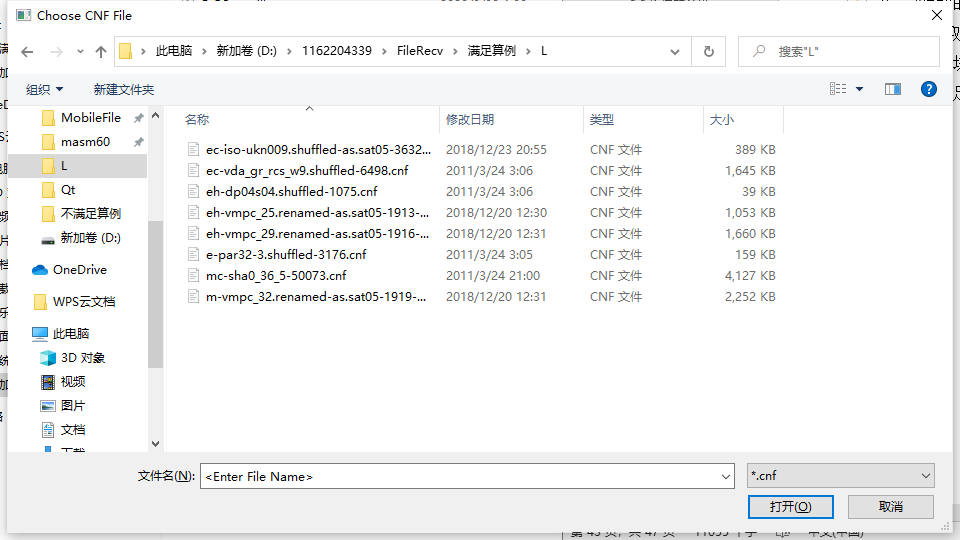 Choose CNF File
此电脑 › 新加卷 (D:) › 1162204339 › FileRecv › 满足算例 › L
搜索"L"
组织 新建文件夹
MobileFile
masm60
L
Qt
不满足算例
新加卷 (D:)
OneDrive
WPS云文档
此电脑
3D 对象
视频
图片
文档
名称 修改日期 类型 大小
ec-iso-ukn009.shuffled-as.sat05-3632... 2018/12/23 20:55 CNF 文件 389 KB
ec-vda_gr_rcs_w9.shuffled-6498.cnf 2011/3/24 3:06 CNF 文件 1,645 KB
eh-dp04s04.shuffled-1075.cnf 2011/3/24 3:06 CNF 文件 39 KB
eh-vmpc_25.renamed-as.sat05-1913-... 2018/12/20 12:30 CNF 文件 1,053 KB
eh-vmpc_29.renamed-as.sat05-1916-... 2018/12/20 12:31 CNF 文件 1,660 KB
e-par32-3.shuffled-3176.cnf 2011/3/24 3:05 CNF 文件 159 KB
mc-sha0_36_5-50073.cnf 2011/3/24 21:00 CNF 文件 4,127 KB
m-vmpc_32.renamed-as.sat05-1919-... 2018/12/20 12:31 CNF 文件 2,252 KB
文件名(N): <Enter File Name> *.cnf
打开(O) 取消